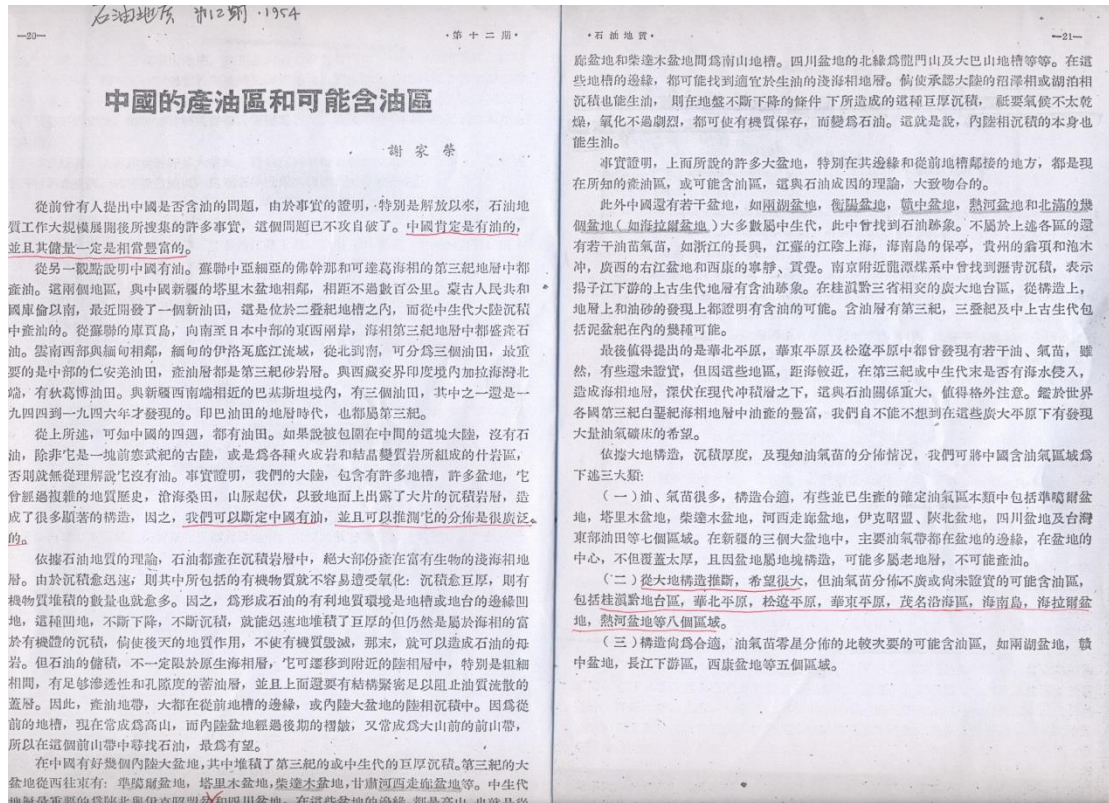 石油地质 第12期·1954
—20—
·第十二期·
中國的產油區和可能含油區
謝家榮
從前曾有人提出中國是否含油的問題，由於事實的證明，特別是解放以來，石油地
質工作大規模展開後所搜集的許多事實，這個問題已不攻自破了。中國肯定是有油的，
並且其儲量一定是相當豐富的。
從另一觀點說明中國有油。蘇聯中亞細亞的佛幹那和可達葛海相的第三紀地層中都
產油。這兩個地區，與中國新疆的塔里木盆地相鄰，相距不過數百公里。蒙古人民共和
國庫倫以南，最近開發了一個新油田，這是位於二叠紀地槽之內，而從中生代大陸沉積
中產油的。從蘇聯的庫頁島，向南至日本中部的東西兩岸，海相第三紀地層中都盛產石
油。雲南西部與緬甸相鄰，緬甸的伊洛瓦底江流域，從北到南，可分爲三個油田，最重
要的是中部的仁安羌油田，產油層都是第三紀砂岩層。與西藏交界印度境內加拉海灣北
端，有狄葛博油田。與新疆西南端相近的巴基斯坦境內，有三個油田，其中之一還是一
九四四到一九四六年才發現的。印巴油田的地層時代，也都屬第三紀。
從上所述，可知中國的四週，都有油田。如果說被包圍在中間的這塊大陸，沒有石
油，除非它是一塊前寒武紀的古陸，或是爲各種火成岩和結晶變質岩所組成的什岩區，
否則就無從理解說它沒有油。事實證明，我們的大陸，包含有許多地槽，許多盆地，它
曾經過複雜的地質歷史，滄海桑田，山脈起伏，以致地面上出露了大片的沉積岩層，造
成了很多顯著的構造，因之，我們可以斷定中國有油，並且可以推測它的分佈是很廣泛
的。
依據石油地質的理論，石油都產在沉積岩層中，絕大部份產在富有生物的淺海相地
層。由於沉積愈迅速，則其中所包括的有機物質就不容易遭受氧化；沉積愈巨厚，則有
機物質堆積的數量也就愈多。因之，爲形成石油的有利地質環境是地槽或地台的邊緣凹
地，這種凹地，不斷下降，不斷沉積，就能迅速地堆積了巨厚的但仍然是屬於海相的富
於有機體的沉積，倘使後天的地質作用，不使有機質毀滅，那末，就可以造成石油的母
岩。但石油的儲積，不一定限於原生海相層，它可遷移到附近的陸相層中，特別是粗細
相間，有足够滲透性和孔隙度的蓄油層，並且上面還要有結構緊密足以阻止油質流散的
蓋層。因此，產油地帶，大都在從前地槽的邊緣，或內陸大盆地的陸相沉積中。因爲從
前的地槽，現在常成爲高山，而內陸盆地經過後期的褶皺，又常成爲大山前的前山帶，
所以在這個前山帶中尋找石油，最爲有望。
在中國有好幾個內陸大盆地，其中堆積了第三紀的或中生代的巨厚沉積。第三紀的大
盆地從西往東有：準噶爾盆地，塔里木盆地，柴達木盆地，甘肅河西走廊盆地等。中生代
地層最重要的爲陝北與伊克昭盟盆和四川盆地。在這些盆地的邊緣，都是高山，也就是從
·石油地質·
—21—
廊盆地和柴達木盆地間爲南山地槽。四川盆地的北緣爲龍門山及大巴山地槽等等。在這
些地槽的邊緣，都可能找到適宜於生油的淺海相地層。倘使承認大陸的沼澤相或湖泊相
沉積也能生油，則在地盤不斷下降的條件下所造成的這種巨厚沉積，祇要氣候不太乾
燥，氧化不過劇烈，都可使有機質保存，而變爲石油。這就是說，內陸相沉積的本身也
能生油。
事實證明，上面所說的許多大盆地，特別在其邊緣和從前地槽鄰接的地方，都是現
在所知的產油區，或可能含油區，這與石油成因的理論，大致吻合的。
此外中國還有若干盆地，如兩湖盆地，衡陽盆地，贛中盆地，熱河盆地和北滿的幾
個盆地（如海拉爾盆地）大多數屬中生代，此中曾找到石油跡象。不屬於上述各區的還
有若干油苗氣苗，如浙江的長興，江蘇的江陰上海，海南島的保亭，貴州的翁項和泡木
冲，廣西的右江盆地和西康的寧靜、貢覺。南京附近龍潭煤系中曾找到瀝青沉積，表示
揚子江下游的上古生代地層有含油跡象。在桂滇黔三省相交的廣大地台區，從構造上，
地層上和油砂的發現上都證明有含油的可能。含油層有第三紀，三叠紀及中上古生代包
括泥盆紀在內的幾種可能。
最後值得提出的是華北平原，華東平原及松遼平原中都曾發現有若干油、氣苗，雖
然，有些還未證實，但因這些地區，距海較近，在第三紀或中生代末是否有海水侵入，
造成海相地層，深伏在現代冲積層之下，這與石油關係重大，值得格外注意。鑑於世界
各國第三紀白堊紀海相地層中油產的豐富，我們自不能不想到在這些廣大平原下有發現
大量油氣礦床的希望。
依據大地構造，沉積厚度，及現知油氣苗的分佈情況，我們可將中國含油氣區域爲
下述三大類：
（一）油、氣苗很多，構造合適，有些並已生產的確定油氣區本類中包括準噶爾盆
地，塔里木盆地，柴達木盆地，河西走廊盆地，伊克昭盟、陝北盆地，四川盆地及台灣
東部油田等七個區域。在新疆的三個大盆地中，主要油氣帶都在盆地的邊緣，在盆地的
中心，不但覆蓋太厚，且因盆地屬地塊構造，可能多屬老地層，不可能產油。
（二）從大地構造推斷，希望很大，但油氣苗分佈不廣或尙未證實的可能含油區，
包括桂滇黔地台區，華北平原，松遼平原，華東平原，茂名沿海區，海南島，海拉爾盆
地，熱河盆地等八個區域。
（三）構造尙爲合適，油氣苗零星分佈的比較次要的可能含油區，如兩湖盆地，贛
中盆地，長江下游區，西康盆地等五個區域。